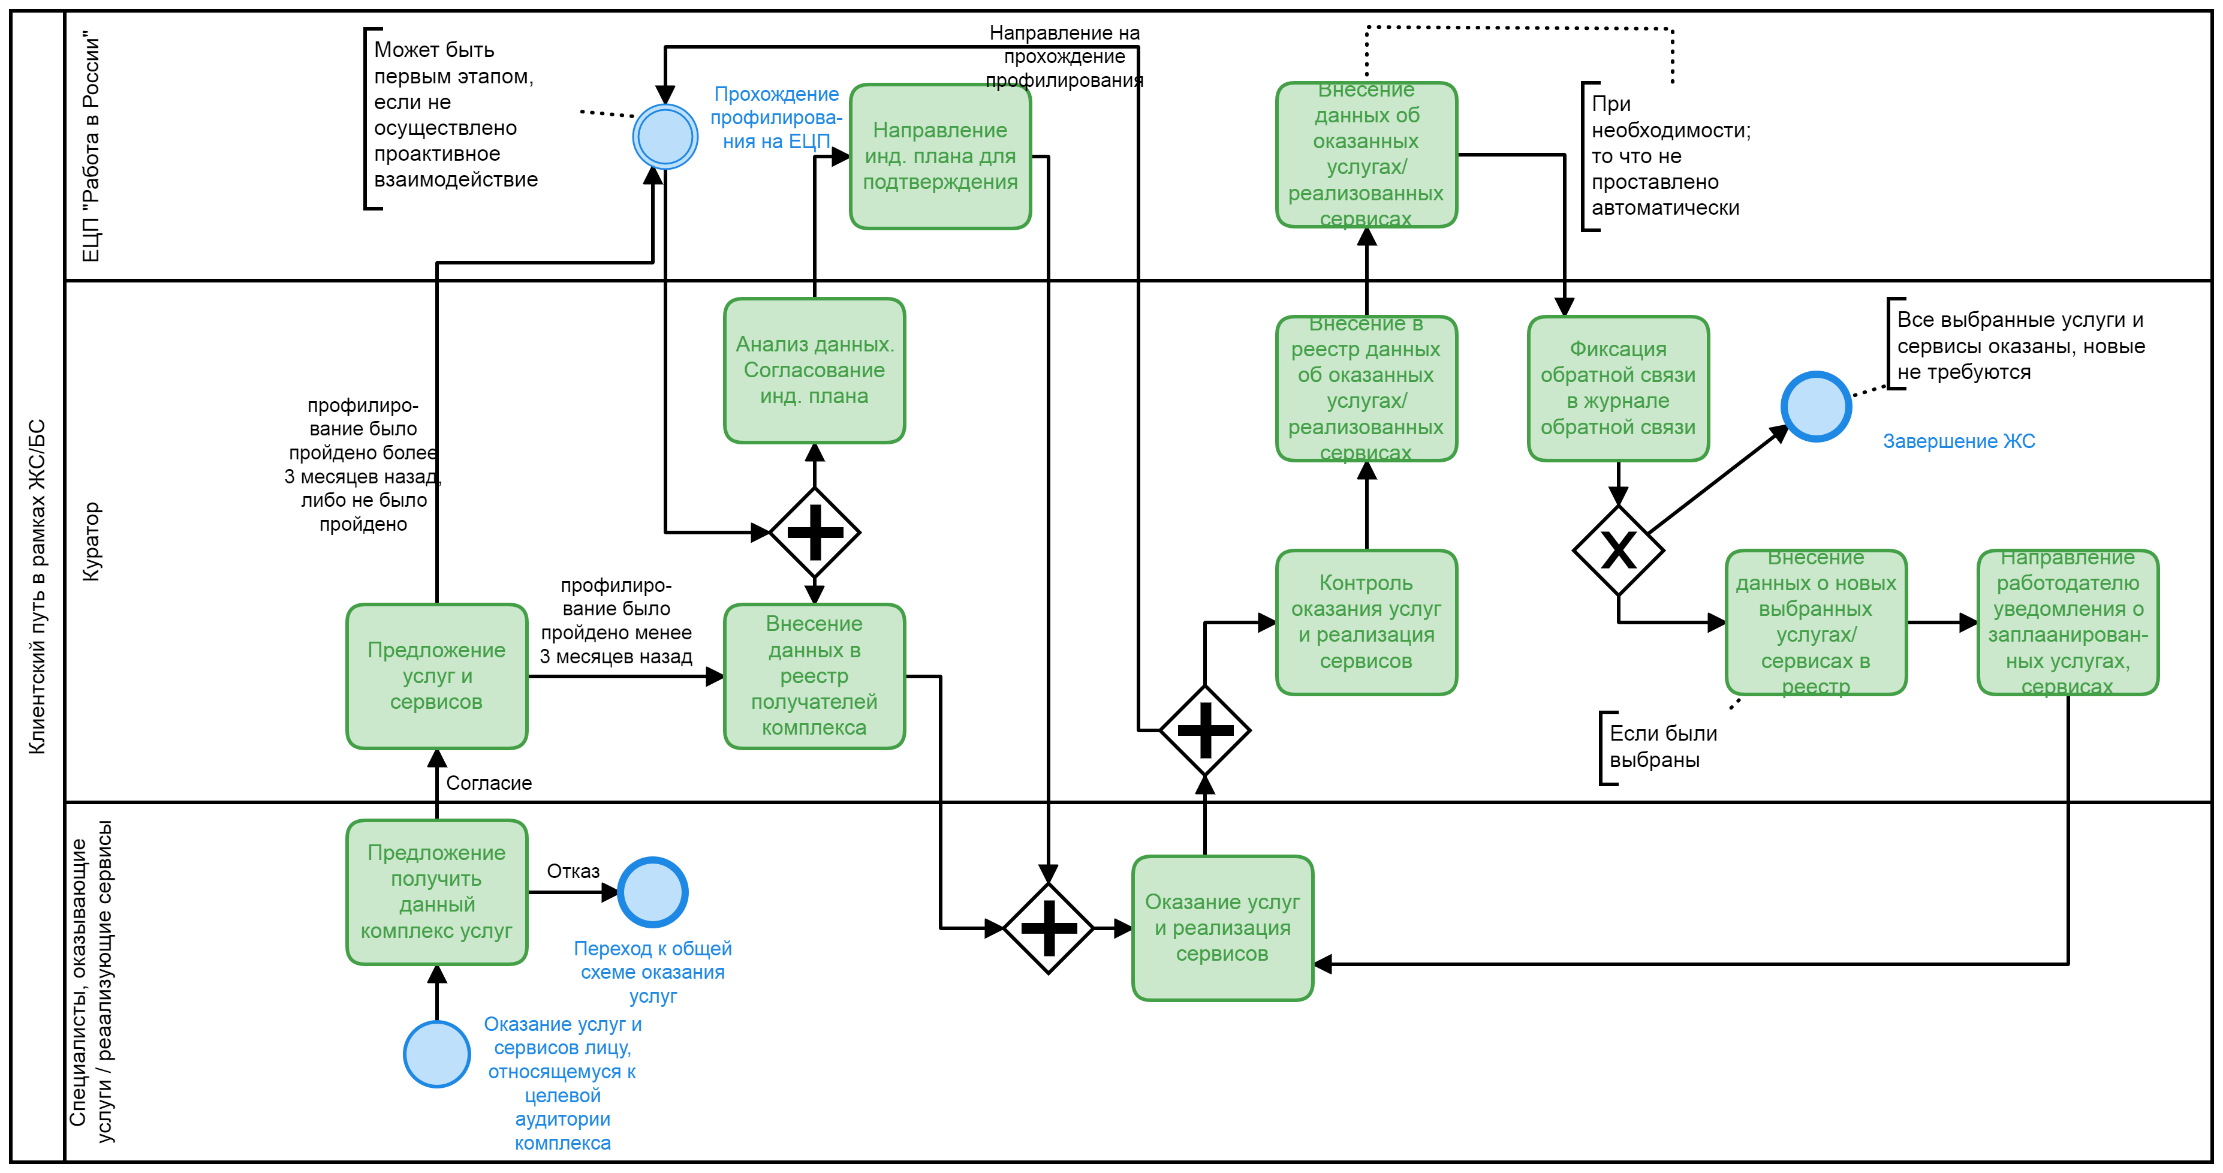 Клиентский путь в рамках ЖС/БС
ЕЦП "Работа в России"
Может быть
первым этапом,
если не
осуществлено
проактивное
взаимодействие
Прохождение
профилирова-
ния на ЕЦП
Направление на
прохождение
профилирования
Направление
инд. плана для
подтверждения
Внесение
данных об
оказанных
услугах/
реализованных
сервисах
При
необходимости;
то что не
проставлено
автоматически
Куратор
профилиро-
вание было
пройдено более
3 месяцев назад,
либо не было
пройдено
Анализ данных.
Согласование
инд. плана
Внесение в
реестр данных
об оказанных
услугах/
реализованных
сервисах
Фиксация
обратной связи
в журнале
обратной связи
Все выбранные услуги и
сервисы оказаны, новые
не требуются
Завершение ЖС
Предложение
услуг и
сервисов
профилиро-
вание было
пройдено менее
3 месяцев назад
Внесение
данных в
реестр
получателей
комплекса
Контроль
оказания услуг
и реализация
сервисов
Внесение
данных о новых
выбранных
услугах/
сервисах в
реестр
Направление
работодателю
уведомления о
заплаанирован-
ных услугах,
сервисах
Если были
выбраны
Согласие
Специалисты, оказывающие
услуги / реаализующие сервисы
Предложение
получить
данный
комплекс услуг
Отказ
Переход к общей
схеме оказания
услуг
Оказание услуг
и реализация
сервисов
Оказание услуг и
сервисов лицу,
относящемуся к
целевой
аудитории
комплекса